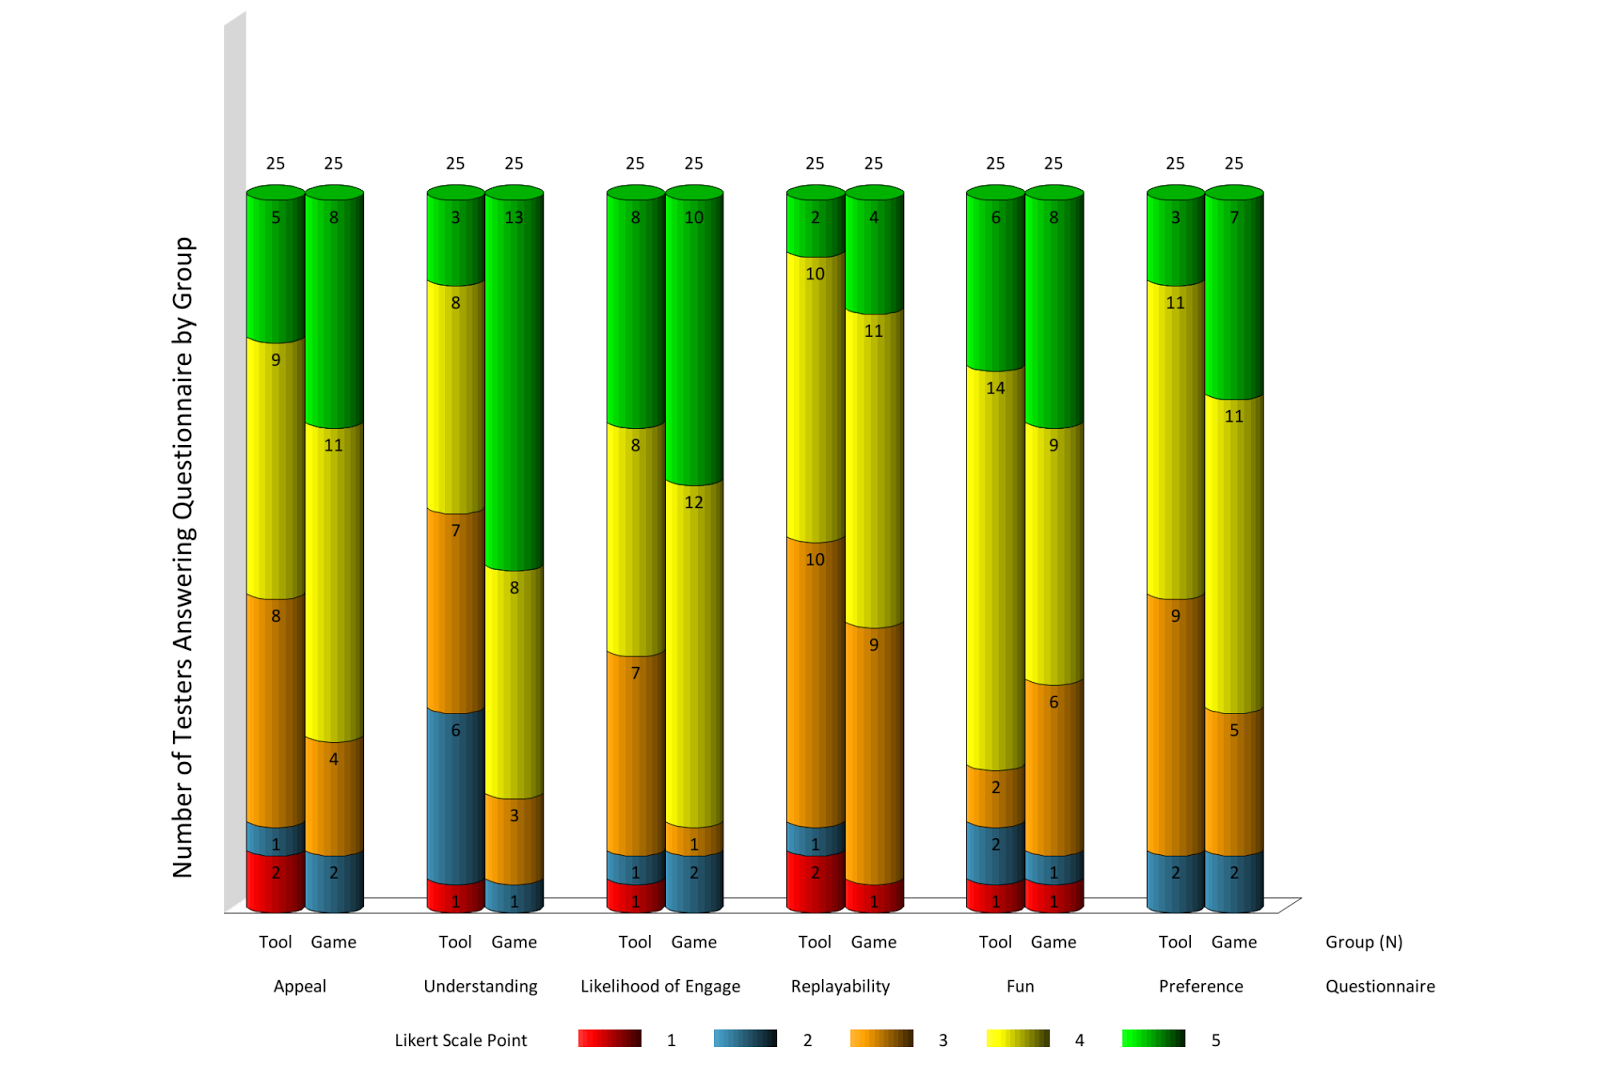 Number of Testers Answering Questionnaire by Group
25 25 25 25 25 25 25 25 25 25 25 25
5 8 3 13 8 10 2 4 6 8 3 7
10
8 11
11
9
14
8 11 9 11
12
7
8
10
8 9
7
9
6
6 5
4
2
3
1 1 1 2
2 2 1 2 2 1 2 2
1 1 1 1 1 1
Tool Game Tool Game Tool Game Tool Game Tool Game Tool Game Group (N)
Appeal Understanding Likelihood of Engage Replayability Fun Preference Questionnaire
Likert Scale Point 1 2 3 4 5